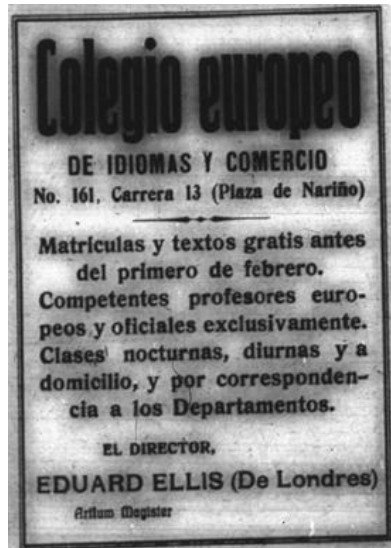 Colegio europeo
DE IDIOMAS Y COMERCIO
No. 161, Carrera 13 (Plaza de Nariño)
Matrículas y textos gratis antes
del primero de febrero.
Competentes profesores euro-
peos y oficiales exclusivamente.
Clases nocturnas, diurnas y a
domicilio, y por corresponden-
cia a los Departamentos.
EL DIRECTOR,
EDUARD ELLIS (De Londres)
Artium Magister